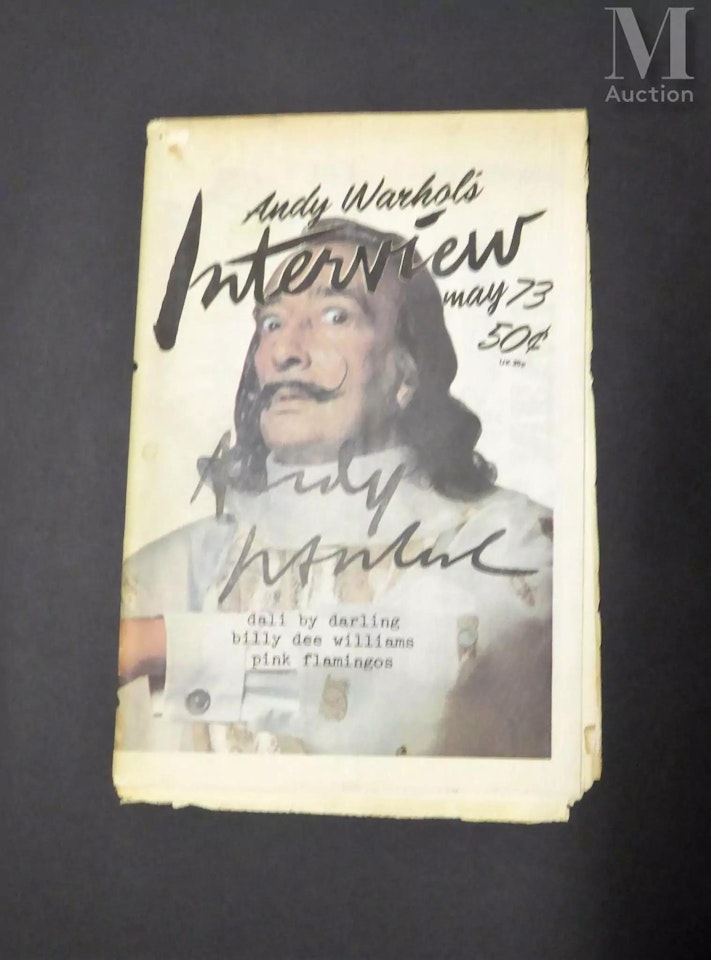 M
Auction
Andy Warhol's
Interview
may 73
50¢
Andy
Warhol
dali by darling
billy dee williams
pink flamingos